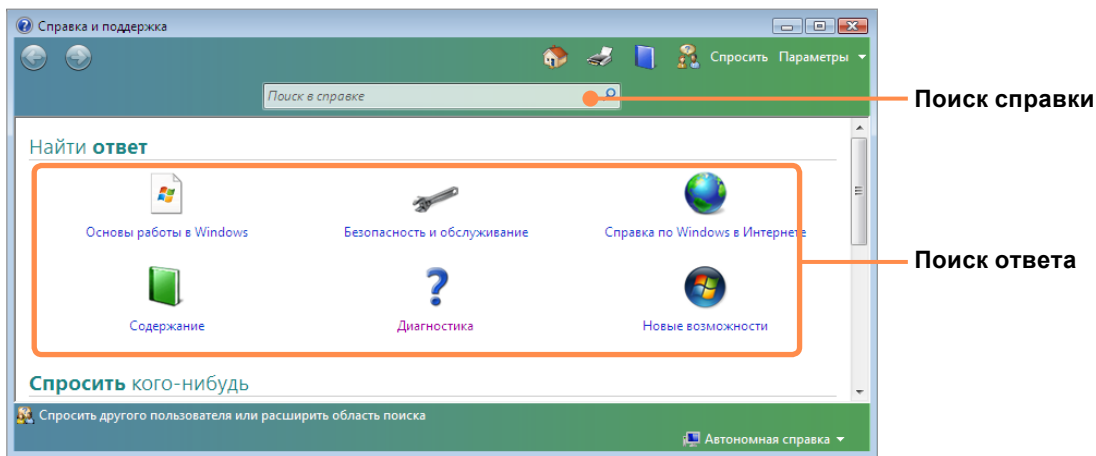 Справка и поддержка
Спросить Параметры
Поиск в справке
Поиск справки
Найти ответ
Основы работы в Windows
Безопасность и обслуживание
Справка по Windows в Интернете
Поиск ответа
Содержание
Диагностика
Новые возможности
Спросить кого-нибудь
Спросить другого пользователя или расширить область поиска
Автономная справка